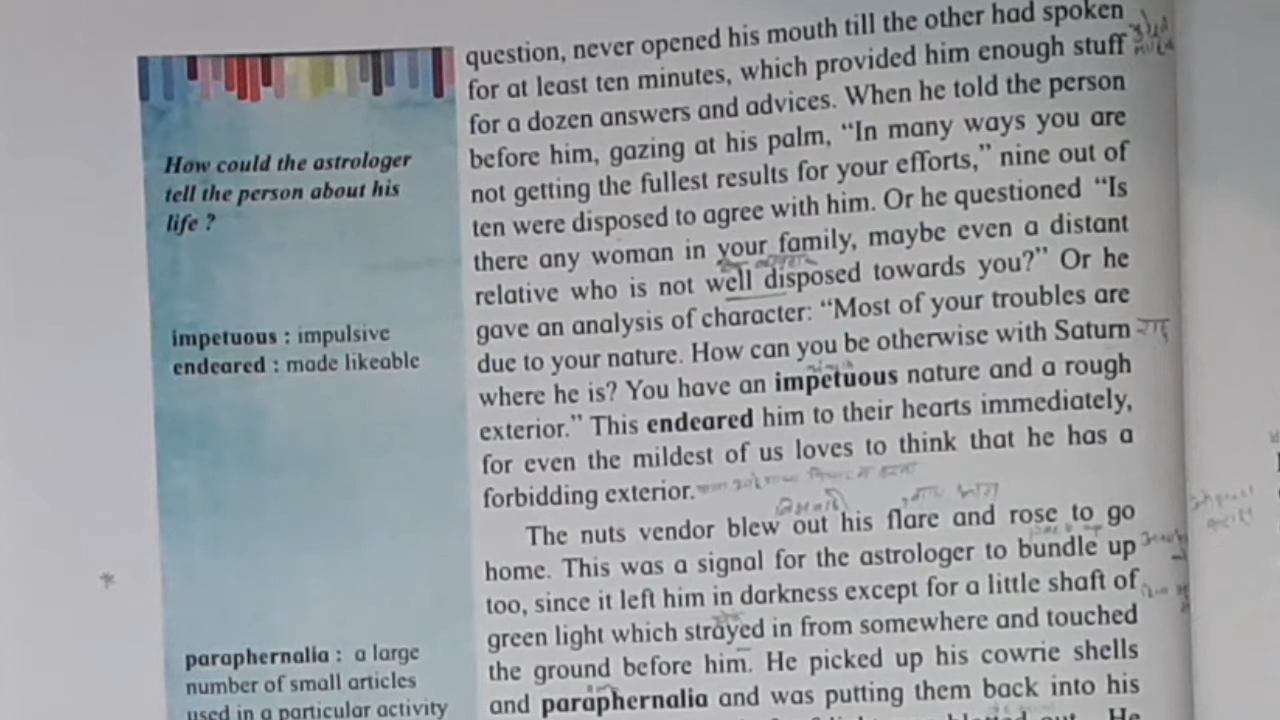 How could the astrologer
tell the person about his
life ?
impetuous : impulsive
endeared : made likeable
paraphernalia : a large
number of small articles
used in a particular activity
question, never opened his mouth till the other had spoken
for at least ten minutes, which provided him enough stuff
for a dozen answers and advices. When he told the person
before him, gazing at his palm, “In many ways you are
not getting the fullest results for your efforts,” nine out of
ten were disposed to agree with him. Or he questioned “Is
there any woman in your family, maybe even a distant
relative who is not well disposed towards you?” Or he
gave an analysis of character: “Most of your troubles are
due to your nature. How can you be otherwise with Saturn
where he is? You have an impetuous nature and a rough
exterior.” This endeared him to their hearts immediately,
for even the mildest of us loves to think that he has a
forbidding exterior.
The nuts vendor blew out his flare and rose to go
home. This was a signal for the astrologer to bundle up
too, since it left him in darkness except for a little shaft of
green light which strayed in from somewhere and touched
the ground before him. He picked up his cowrie shells
and paraphernalia and was putting them back into his
He